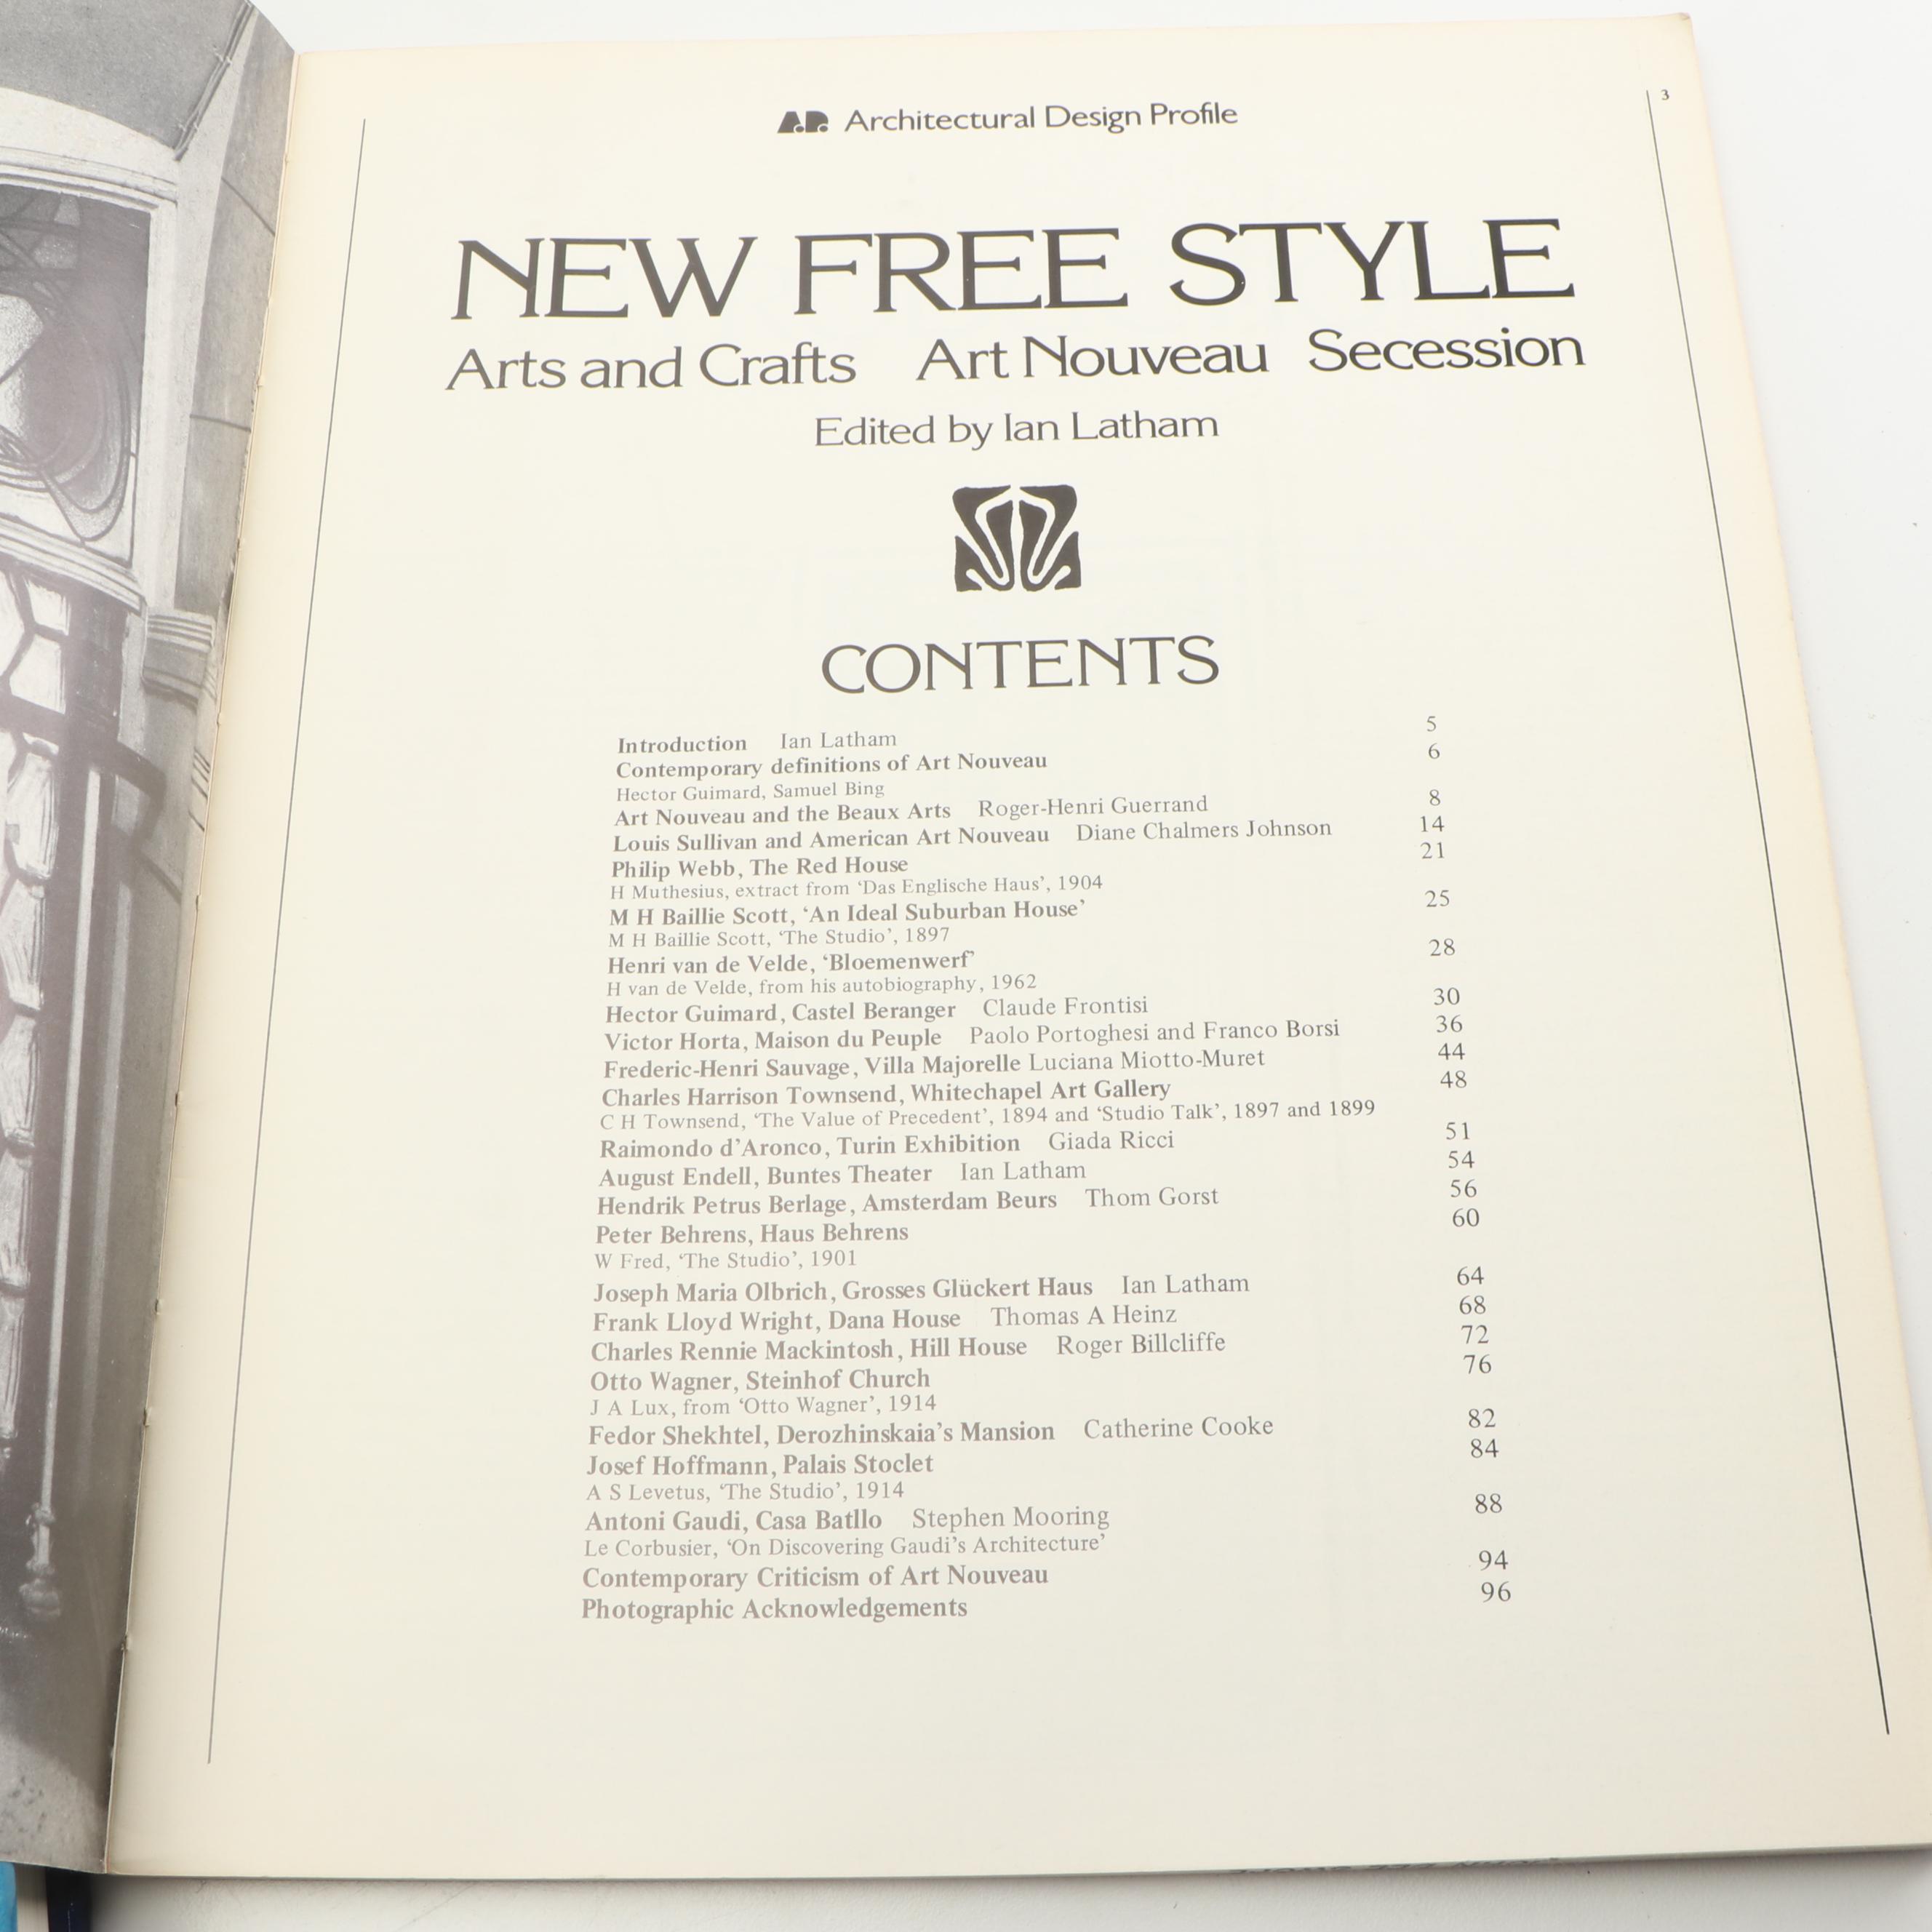 3
A.D. Architectural Design Profile
NEW FREE STYLE
Arts and Crafts Art Nouveau Secession
Edited by Ian Latham
CONTENTS
Introduction Ian Latham 5
Contemporary definitions of Art Nouveau 6
Hector Guimard, Samuel Bing
Art Nouveau and the Beaux Arts Roger-Henri Guerrand 8
Louis Sullivan and American Art Nouveau Diane Chalmers Johnson 14
Philip Webb, The Red House 21
H Muthesius, extract from ‘Das Englische Haus’, 1904
M H Baillie Scott, ‘An Ideal Suburban House’ 25
M H Baillie Scott, ‘The Studio’, 1897
Henri van de Velde, ‘Bloemenwerf’ 28
H van de Velde, from his autobiography, 1962
Hector Guimard, Castel Beranger Claude Frontisi 30
Victor Horta, Maison du Peuple Paolo Portoghesi and Franco Borsi 36
Frederic-Henri Sauvage, Villa Majorelle Luciana Miotto-Muret 44
Charles Harrison Townsend, Whitechapel Art Gallery 48
C H Townsend, ‘The Value of Precedent’, 1894 and ‘Studio Talk’, 1897 and 1899
Raimondo d’Aronco, Turin Exhibition Giada Ricci 51
August Endell, Buntes Theater Ian Latham 54
Hendrik Petrus Berlage, Amsterdam Beurs Thom Gorst 56
Peter Behrens, Haus Behrens 60
W Fred, ‘The Studio’, 1901
Joseph Maria Olbrich, Grosses Glückert Haus Ian Latham 64
Frank Lloyd Wright, Dana House Thomas A Heinz 68
Charles Rennie Mackintosh, Hill House Roger Billcliffe 72
Otto Wagner, Steinhof Church 76
J A Lux, from ‘Otto Wagner’, 1914
Fedor Shekhtel, Derozhinskaia’s Mansion Catherine Cooke 82
Josef Hoffmann, Palais Stoclet 84
A S Levetus, ‘The Studio’, 1914
Antoni Gaudi, Casa Batllo Stephen Mooring 88
Le Corbusier, ‘On Discovering Gaudi’s Architecture’
Contemporary Criticism of Art Nouveau 94
Photographic Acknowledgements 96